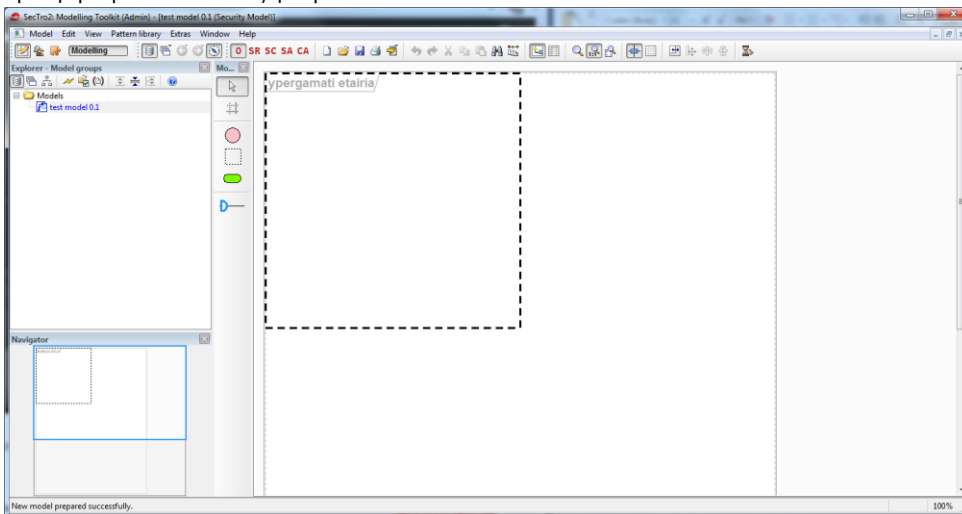 SecTro2: Modelling Toolkit (Admin) - [test model 0.1 (Security Model)]
Model Edit View Pattern library Extras Window Help
Modelling
O SR SC SA CA
Explorer - Model groups
Mo...
Models
test model 0.1
ypergamati etairia
Navigator
New model prepared successfully.
100%